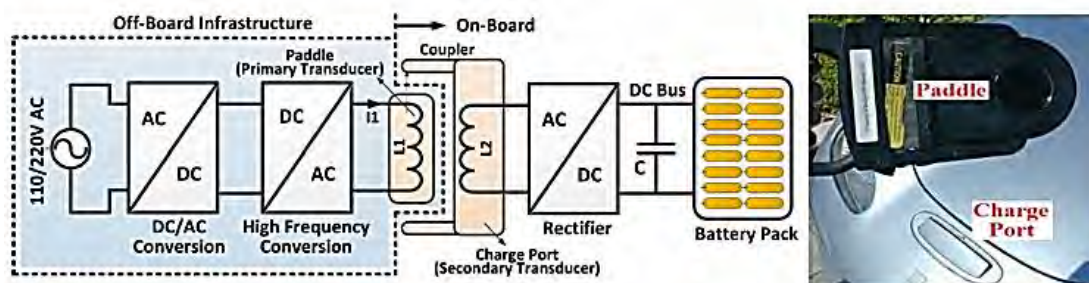 Off-Board Infrastructure
On-Board
Paddle
(Primary Transducer)
Coupler
110/220V AC
AC
DC
DC/AC
Conversion
DC
AC
High Frequency
Conversion
I1
L1
L2
Charge Port
(Secondary Transducer)
AC
DC
Rectifier
DC Bus
C
Battery Pack
CAUTION
Paddle
Charge
Port